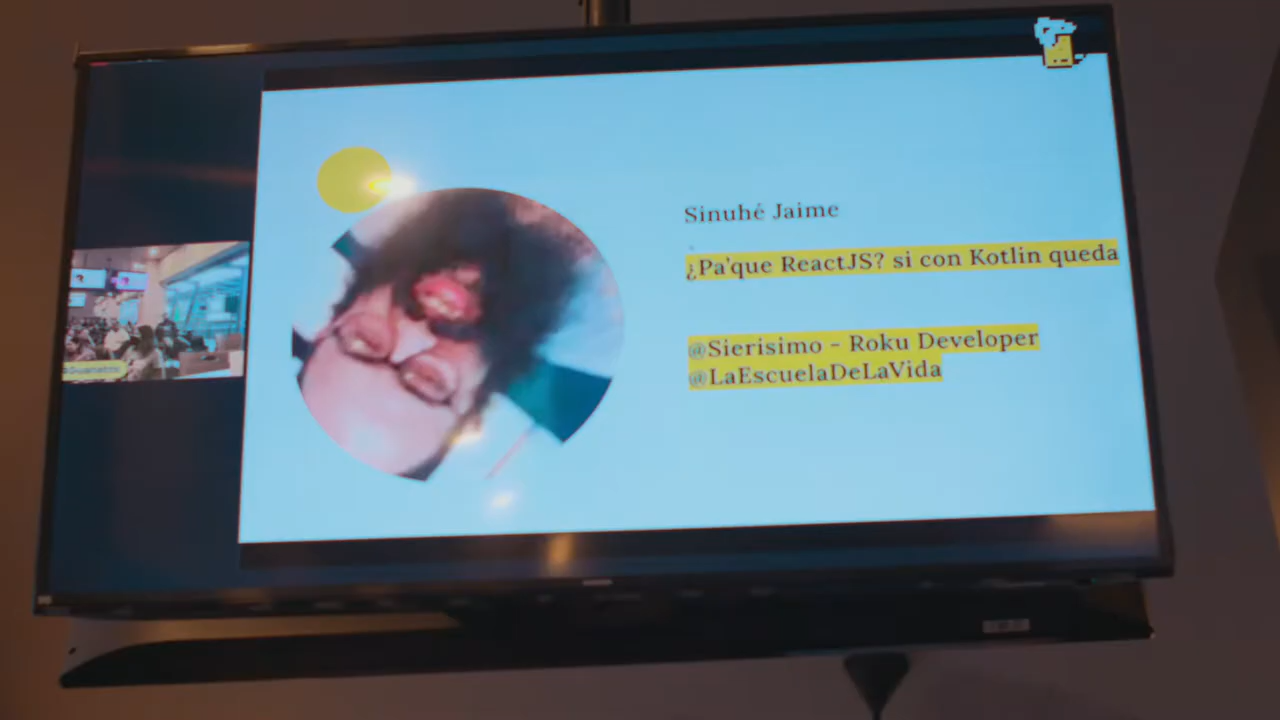 Sinuhé Jaime
¿Pa'que ReactJS? si con Kotlin queda
@Sierisimo - Roku Developer
@LaEscuelaDeLaVida